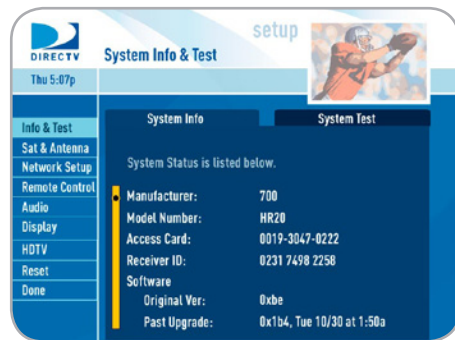 setup
DIRECTV
System Info & Test
Thu 5:07p
System Info
System Test
Info & Test
Sat & Antenna
Network Setup
Remote Control
Audio
Display
HDTV
Reset
Done
System Status is listed below.
Manufacturer: 700
Model Number: HR20
Access Card: 0019-3047-0222
Receiver ID: 0231 7498 2258
Software
Original Ver: 0xbe
Past Upgrade: 0x1b4, Tue 10/30 at 1:50a